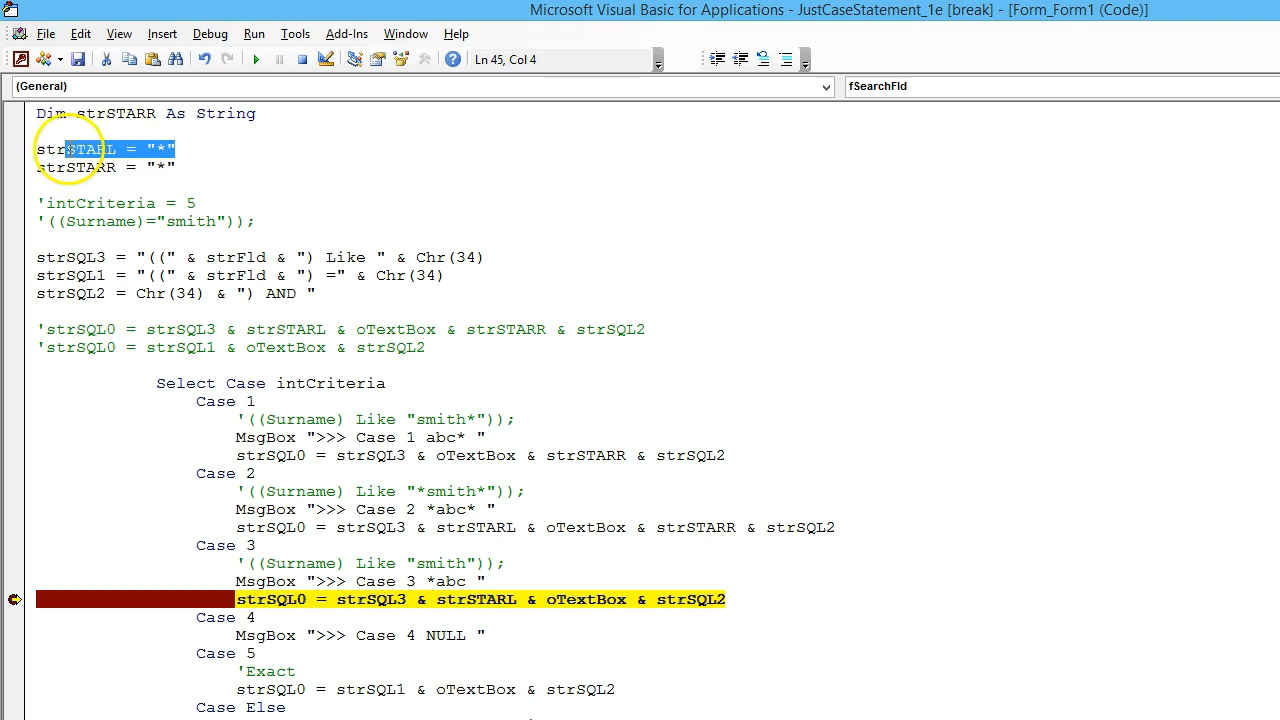 Microsoft Visual Basic for Applications - JustCaseStatement_1e [break] - [Form_Form1 (Code)]
File Edit View Insert Debug Run Tools Add-Ins Window Help
Ln 45, Col 4
(General) fSearchFld
Dim strSTARR As String
strSTARL = "*"
strSTARR = "*"
'intCriteria = 5
'((Surname)="smith"));
strSQL3 = "((" & strFld & ") Like " & Chr(34)
strSQL1 = "((" & strFld & ") =" & Chr(34)
strSQL2 = Chr(34) & ") AND "
'strSQL0 = strSQL3 & strSTARL & oTextBox & strSTARR & strSQL2
'strSQL0 = strSQL1 & oTextBox & strSQL2
Select Case intCriteria
Case 1
'((Surname) Like "smith*"));
MsgBox ">>> Case 1 abc* "
strSQL0 = strSQL3 & oTextBox & strSTARR & strSQL2
Case 2
'((Surname) Like "*smith*"));
MsgBox ">>> Case 2 *abc* "
strSQL0 = strSQL3 & strSTARL & oTextBox & strSTARR & strSQL2
Case 3
'((Surname) Like "smith"));
MsgBox ">>> Case 3 *abc "
strSQL0 = strSQL3 & strSTARL & oTextBox & strSQL2
Case 4
MsgBox ">>> Case 4 NULL "
Case 5
'Exact
strSQL0 = strSQL1 & oTextBox & strSQL2
Case Else